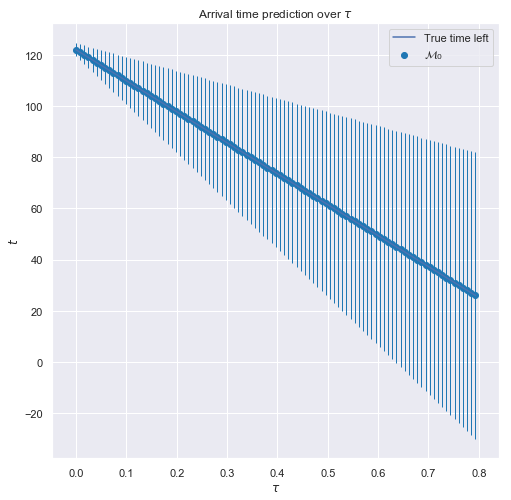 Arrival time prediction over τ
True time left
ℳ₀
120
100
80
60
40
20
0
−20
t
0.0 0.1 0.2 0.3 0.4 0.5 0.6 0.7 0.8
τ